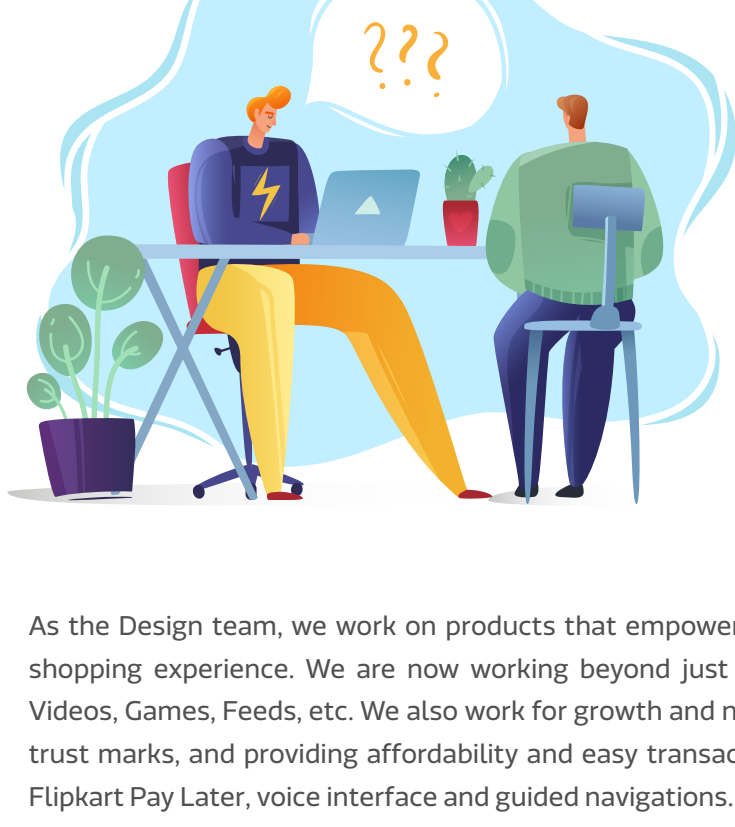 ???
As the Design team, we work on products that empower
shopping experience. We are now working beyond just
Videos, Games, Feeds, etc. We also work for growth and
trust marks, and providing affordability and easy
Flipkart Pay Later, voice interface and guided navigations.